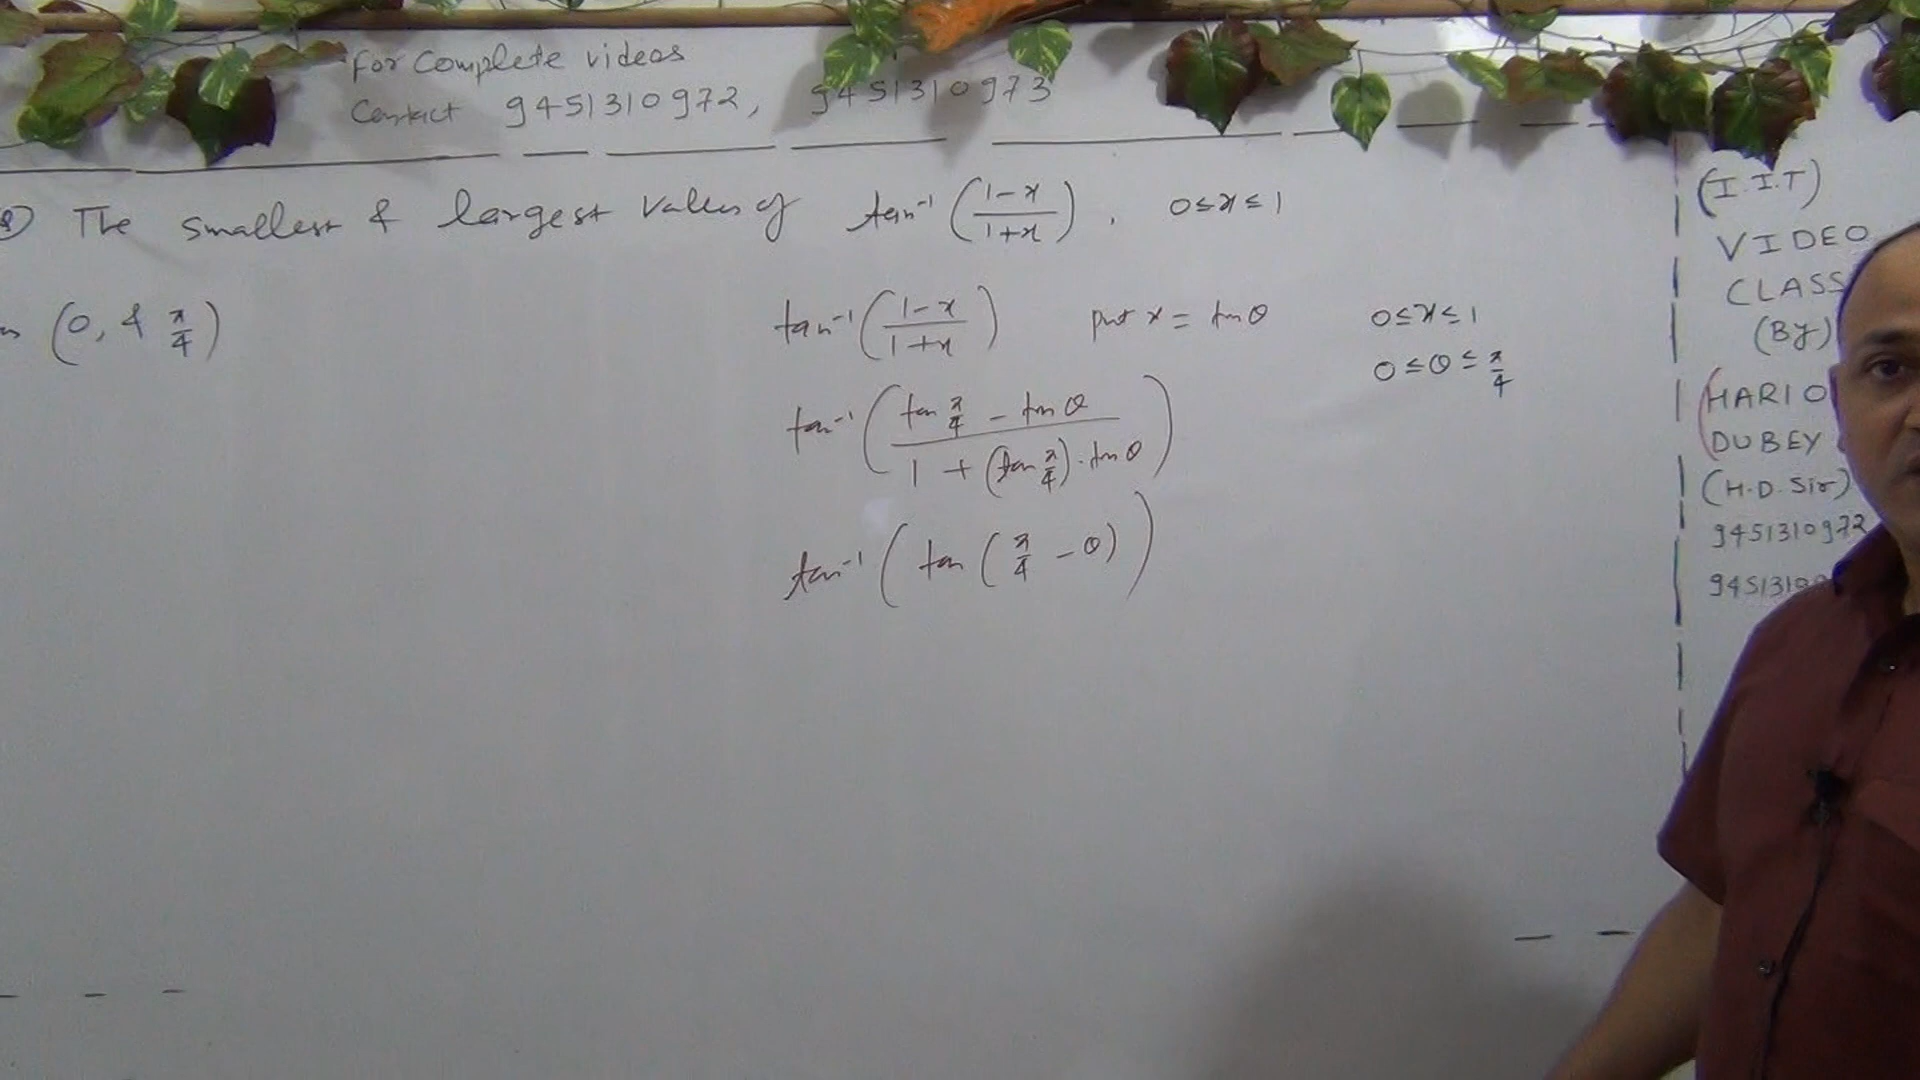 For Complete videos
Contact 9451310972, 9451310973
The smallest & largest values of tan⁻¹ (1-x/1+x), 0≤x≤1
(0, & π/4)
tan⁻¹ (1-x/1+x) put x = tanθ 0≤x≤1
0≤θ≤π/4
tan⁻¹ (tan π/4 - tanθ / 1 + (tan π/4)·tanθ)
tan⁻¹ (tan (π/4 - θ))
(I.I.T)
VIDEO
CLASS
(By)
HARIO
DUBEY
(H.D. Sir)
9451310972
9451310